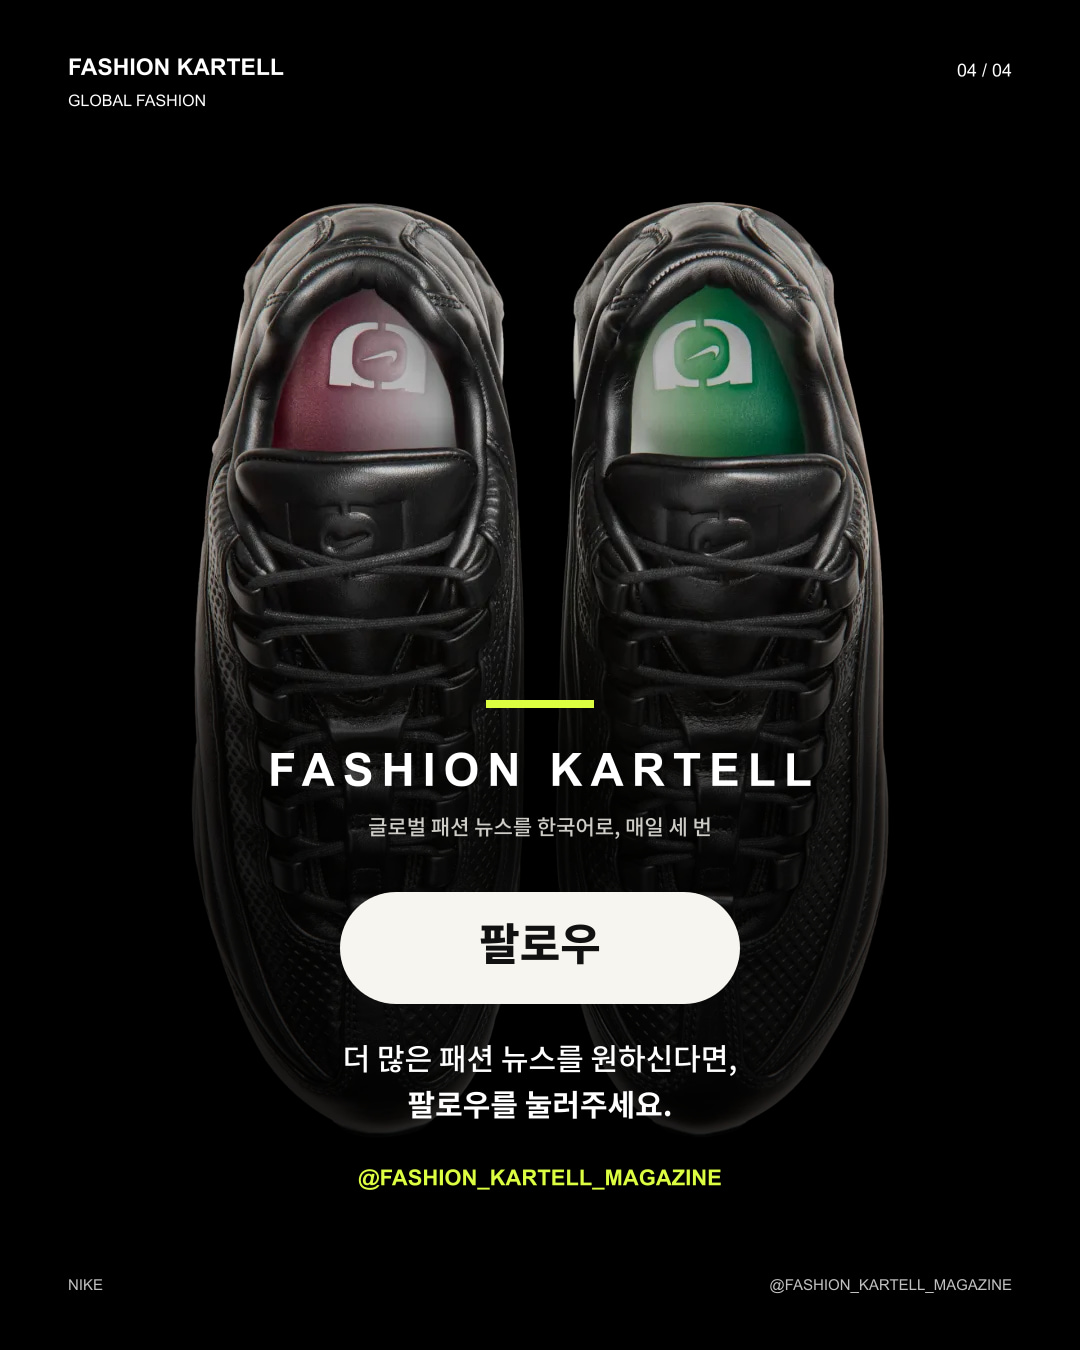 FASHION KARTELL
04 / 04
GLOBAL FASHION
FASHION KARTELL
글로벌 패션 뉴스를 한국어로, 매일 세 번
팔로우
더 많은 패션 뉴스를 원하신다면,
팔로우를 눌러주세요.
@FASHION_KARTELL_MAGAZINE
NIKE
@FASHION_KARTELL_MAGAZINE